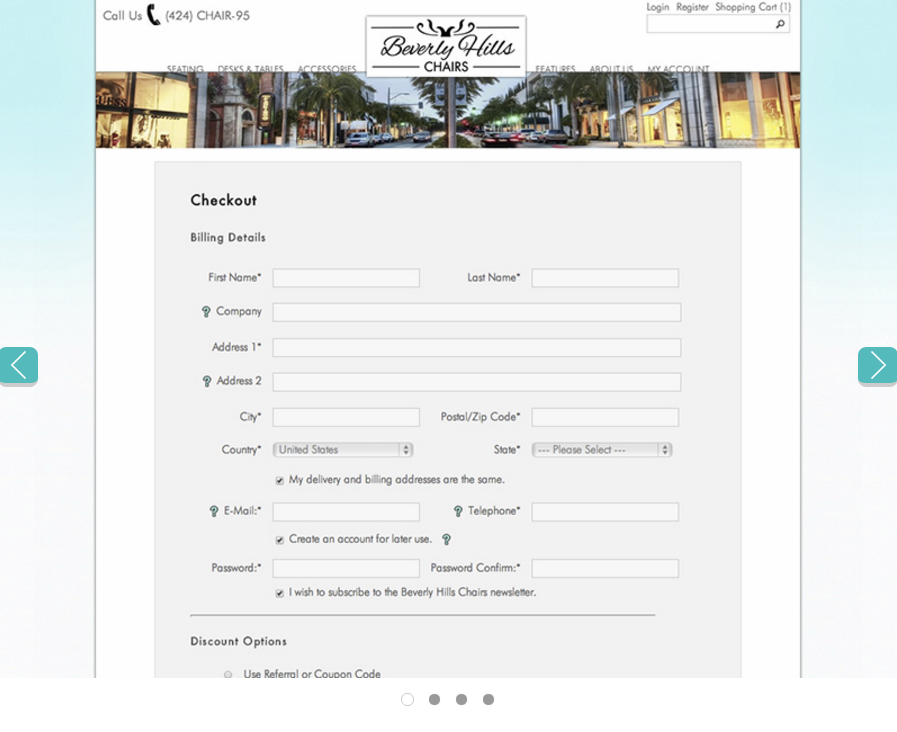 Call Us (424) CHAIR-95
Login Register Shopping Cart (1)
Beverly Hills
CHAIRS
SEATING DESKS & TABLES ACCESSORIES FEATURES ABOUT US MY ACCOUNT
Checkout
Billing Details
First Name* Last Name*
? Company
Address 1*
? Address 2
City* Postal/Zip Code*
Country* United States State* --- Please Select ---
My delivery and billing addresses are the same.
? E-Mail:* ? Telephone*
Create an account for later use. ?
Password:* Password Confirm:*
I wish to subscribe to the Beverly Hills Chairs newsletter.
Discount Options
Use Referral or Coupon Code